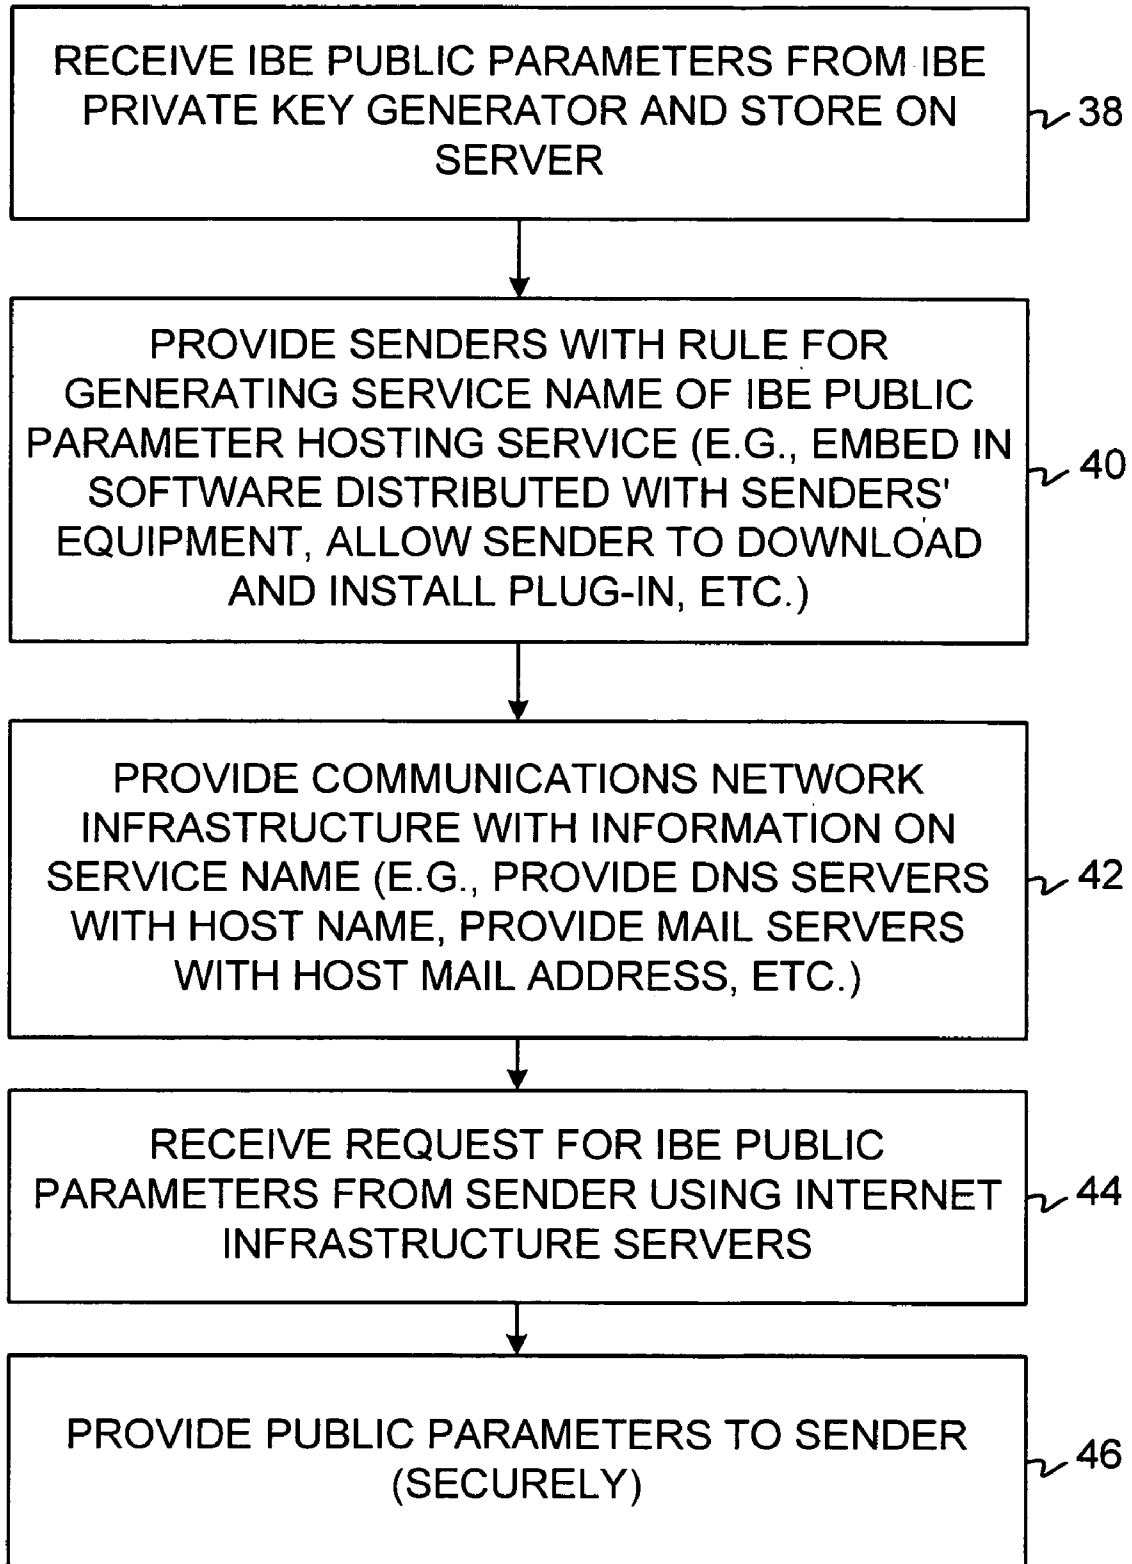 RECEIVE IBE PUBLIC PARAMETERS FROM IBE
PRIVATE KEY GENERATOR AND STORE ON
SERVER
38
PROVIDE SENDERS WITH RULE FOR
GENERATING SERVICE NAME OF IBE PUBLIC
PARAMETER HOSTING SERVICE (E.G., EMBED IN
SOFTWARE DISTRIBUTED WITH SENDERS'
EQUIPMENT, ALLOW SENDER TO DOWNLOAD
AND INSTALL PLUG-IN, ETC.)
40
PROVIDE COMMUNICATIONS NETWORK
INFRASTRUCTURE WITH INFORMATION ON
SERVICE NAME (E.G., PROVIDE DNS SERVERS
WITH HOST NAME, PROVIDE MAIL SERVERS
WITH HOST MAIL ADDRESS, ETC.)
42
RECEIVE REQUEST FOR IBE PUBLIC
PARAMETERS FROM SENDER USING INTERNET
INFRASTRUCTURE SERVERS
44
PROVIDE PUBLIC PARAMETERS TO SENDER
(SECURELY)
46